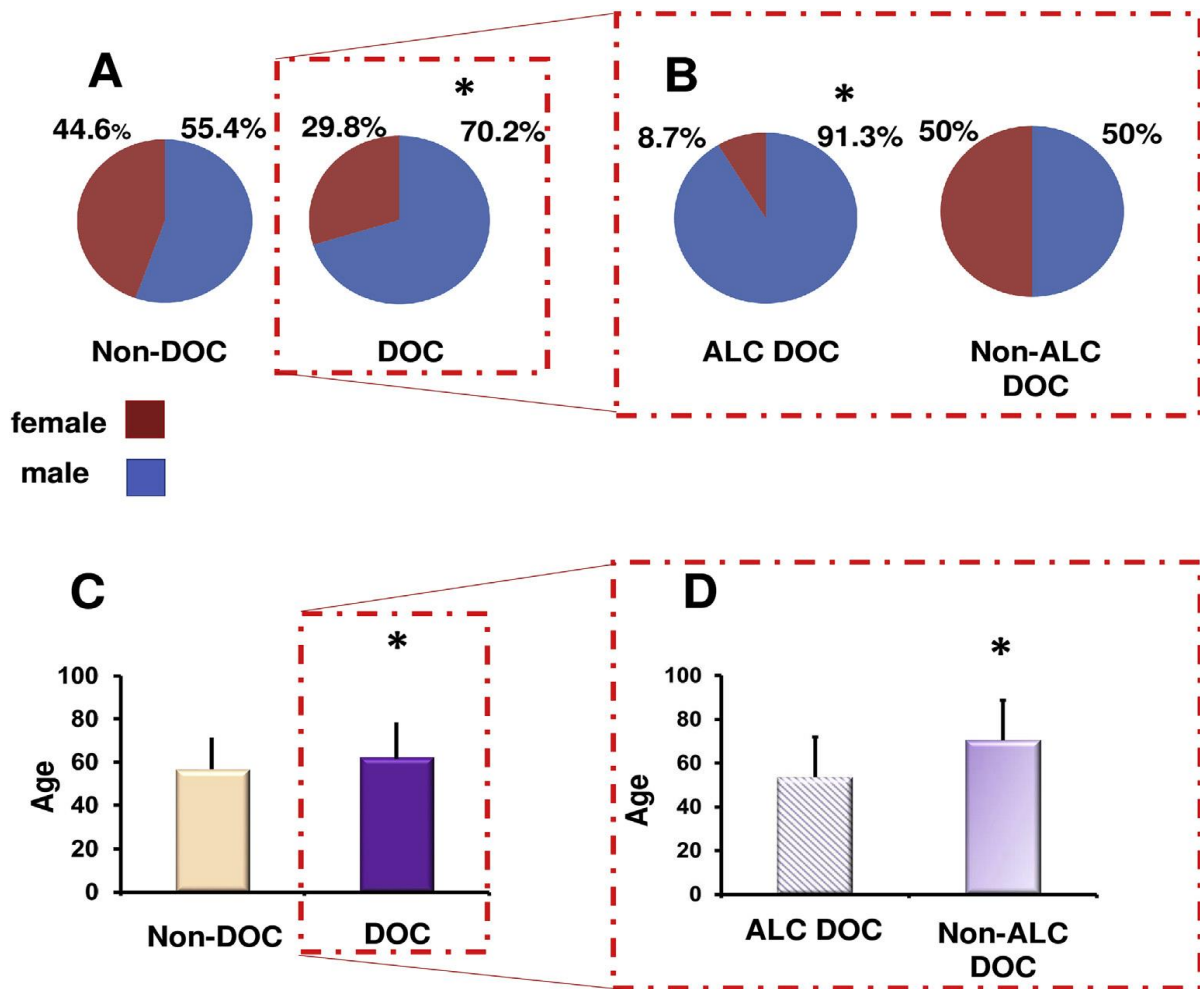 A
44.6%
55.4%
Non-DOC
*
29.8%
70.2%
DOC
B
*
8.7%
91.3%
ALC DOC
50%
50%
Non-ALC
DOC
female
male
C
*
100
80
60
40
20
0
Age
Non-DOC
DOC
D
*
100
80
60
40
20
0
Age
ALC DOC
Non-ALC
DOC